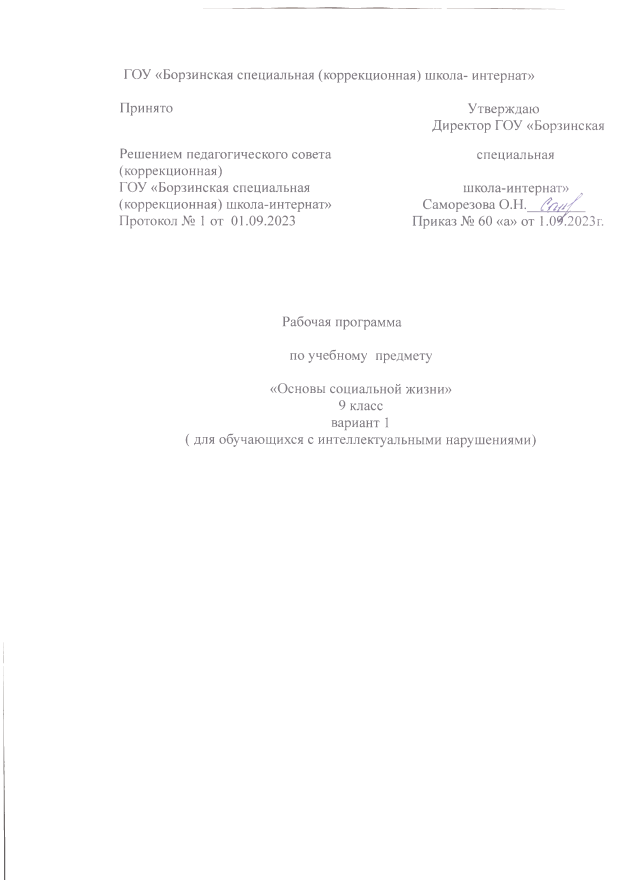 ГОУ «Борзинская специальная (коррекционная) школа- интернат»
Принято Утверждаю
Директор ГОУ «Борзинская
Решением педагогического совета специальная
(коррекционная)
ГОУ «Борзинская специальная школа-интернат»
(коррекционная) школа-интернат» Саморезова О.Н.________
Протокол № 1 от 01.09.2023 Приказ № 60 «а» от 1.09.2023г.
Рабочая программа
по учебному предмету
«Основы социальной жизни»
9 класс
вариант 1
( для обучающихся с интеллектуальными нарушениями)